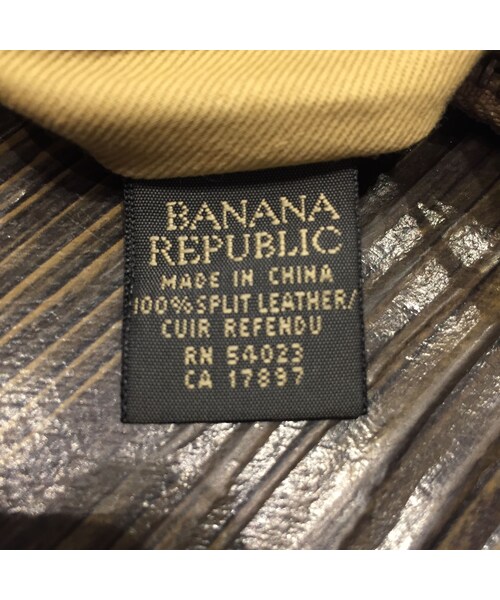 BANANA
REPUBLIC
MADE IN CHINA
100% SPLIT LEATHER/
CUIR REFENDU
RN 54023
CA 17897